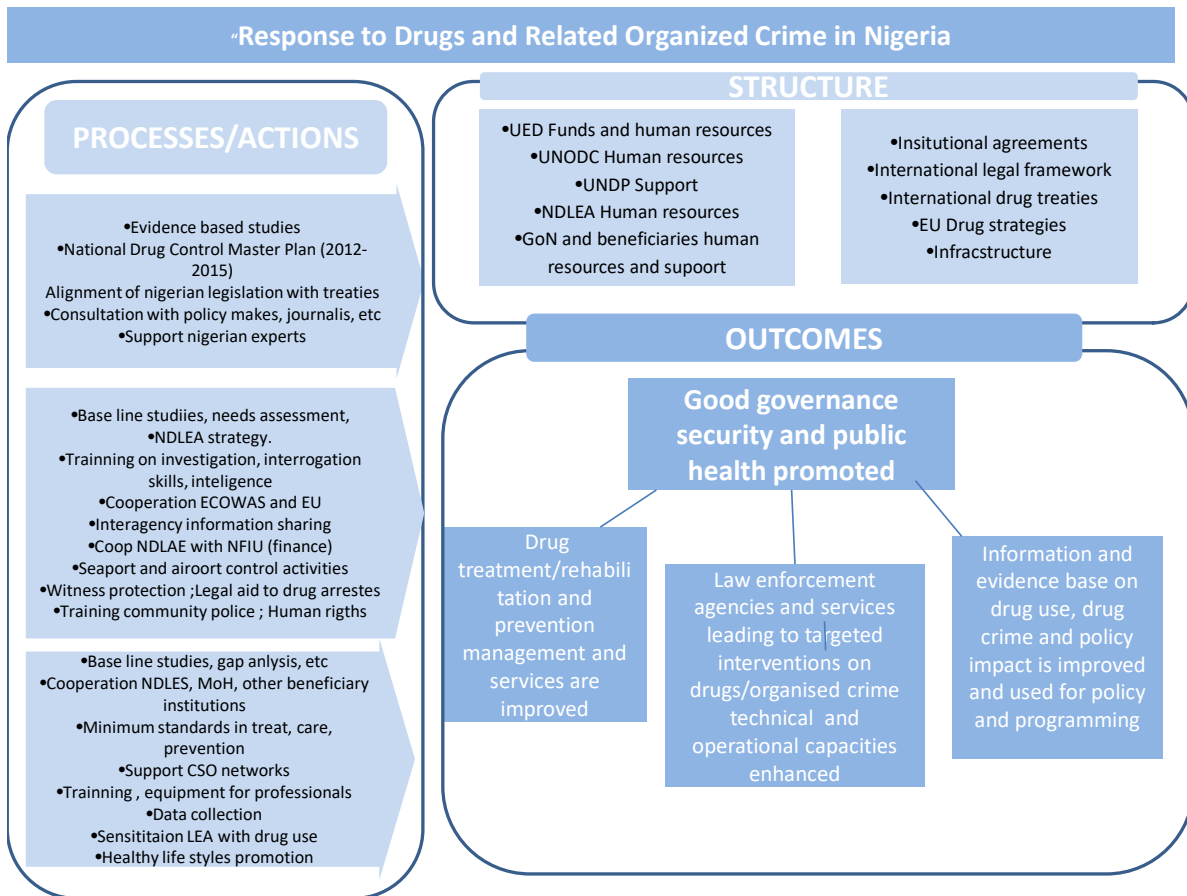 “Response to Drugs and Related Organized Crime in Nigeria
PROCESSES/ACTIONS
•Evidence based studies
•National Drug Control Master Plan (2012-
2015)
Alignment of nigerian legislation with treaties
•Consultation with policy makes, journalis, etc
•Support nigerian experts
•Base line studiies, needs assessment,
•NDLEA strategy.
•Trainning on investigation, interrogation
skills, inteligence
•Cooperation ECOWAS and EU
•Interagency information sharing
•Coop NDLAE with NFIU (finance)
•Seaport and airoort control activities
•Witness protection ;Legal aid to drug arrestes
•Training community police ; Human rigths
•Base line studies, gap anlysis, etc
•Cooperation NDLES, MoH, other beneficiary
institutions
•Minimum standards in treat, care,
prevention
•Support CSO networks
•Trainning , equipment for professionals
•Data collection
•Sensititaion LEA with drug use
•Healthy life styles promotion
STRUCTURE
•UED Funds and human resources
•UNODC Human resources
•UNDP Support
•NDLEA Human resources
•GoN and beneficiaries human
resources and supoort
•Insitutional agreements
•International legal framework
•International drug treaties
•EU Drug strategies
•Infracstructure
OUTCOMES
Good governance
security and public
health promoted
Drug
treatment/rehabili
tation and
prevention
management and
services are
improved
Law enforcement
agencies and services
leading to targeted
interventions on
drugs/organised crime
technical and
operational capacities
enhanced
Information and
evidence base on
drug use, drug
crime and policy
impact is improved
and used for policy
and programming